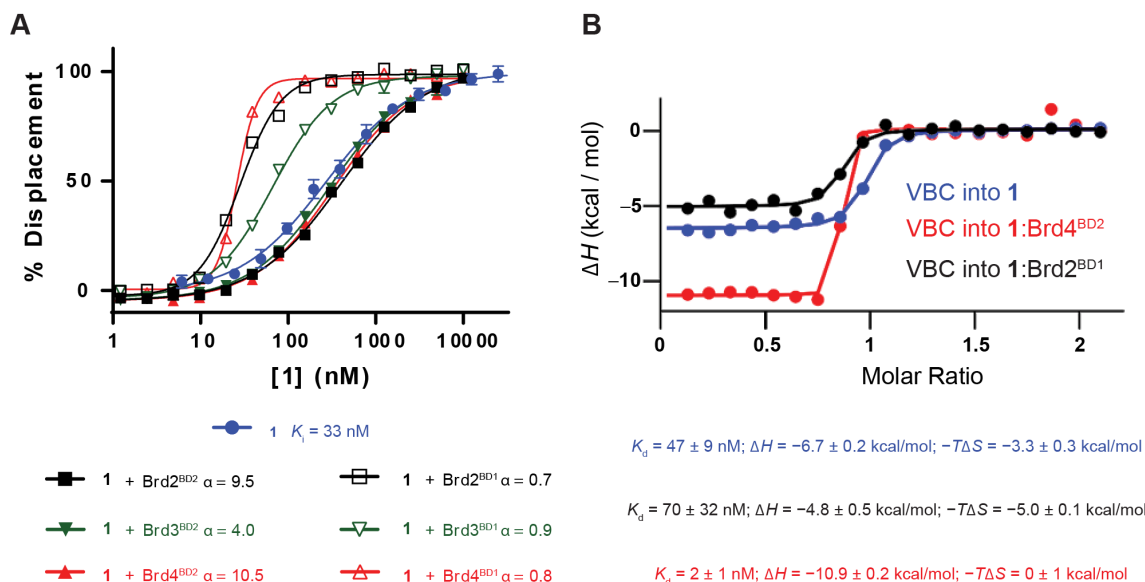 A
% Displacement
100
50
0
1
10
100
1000
10000
[1] (nM)
1 Ki = 33 nM
1 + Brd2BD2 α = 9.5
1 + Brd2BD1 α = 0.7
1 + Brd3BD2 α = 4.0
1 + Brd3BD1 α = 0.9
1 + Brd4BD2 α = 10.5
1 + Brd4BD1 α = 0.8
B
ΔH (kcal / mol)
0
−5
−10
VBC into 1
VBC into 1:Brd4BD2
VBC into 1:Brd2BD1
0
0.5
1
1.5
2
Molar Ratio
Kd = 47 ± 9 nM; ΔH = −6.7 ± 0.2 kcal/mol; −TΔS = −3.3 ± 0.3 kcal/mol
Kd = 70 ± 32 nM; ΔH = −4.8 ± 0.5 kcal/mol; −TΔS = −5.0 ± 0.1 kcal/mol
Kd = 2 ± 1 nM; ΔH = −10.9 ± 0.2 kcal/mol; −TΔS = 0 ± 1 kcal/mol